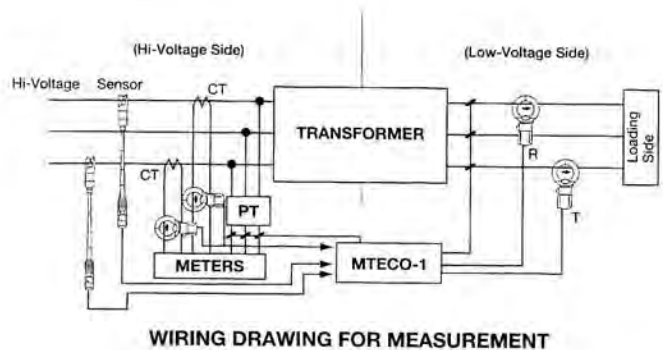 (Hi-Voltage Side)
(Low-Voltage Side)
Hi-Voltage Sensor
CT
TRANSFORMER
Loading Side
R
CT
PT
T
METERS
MTECO-1
WIRING DRAWING FOR MEASUREMENT